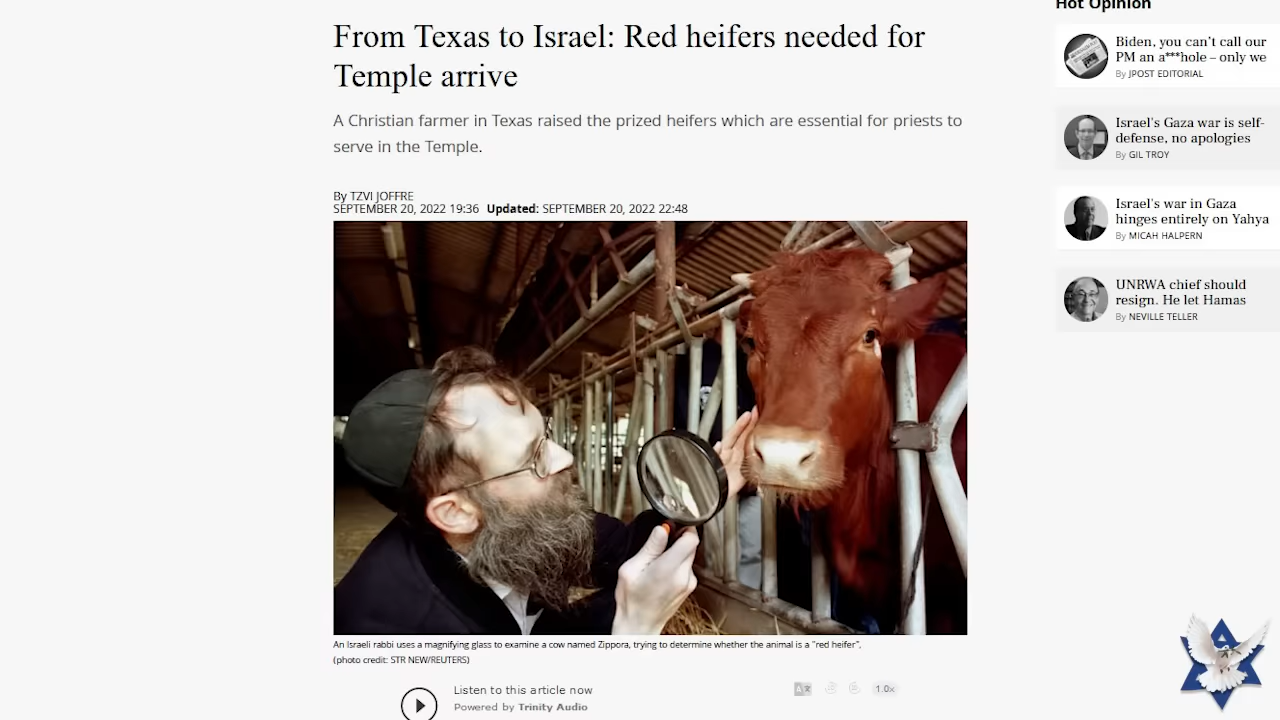 From Texas to Israel: Red heifers needed for
Temple arrive
A Christian farmer in Texas raised the prized heifers which are essential for priests to
serve in the Temple.
By TZVI JOFFRE
SEPTEMBER 20, 2022 19:36 Updated: SEPTEMBER 20, 2022 22:48
An Israeli rabbi uses a magnifying glass to examine a cow named Zippora, trying to determine whether the animal is a "red heifer",
(photo credit: STR NEW/REUTERS)
Listen to this article now
Powered by Trinity Audio
1.0x
Hot Opinion
Biden, you can't call our
PM an a***hole – only we
By JPOST EDITORIAL
Israel's Gaza war is self-
defense, no apologies
By GIL TROY
Israel's war in Gaza
hinges entirely on Yahya
By MICAH HALPERN
UNRWA chief should
resign. He let Hamas
By NEVILLE TELLER